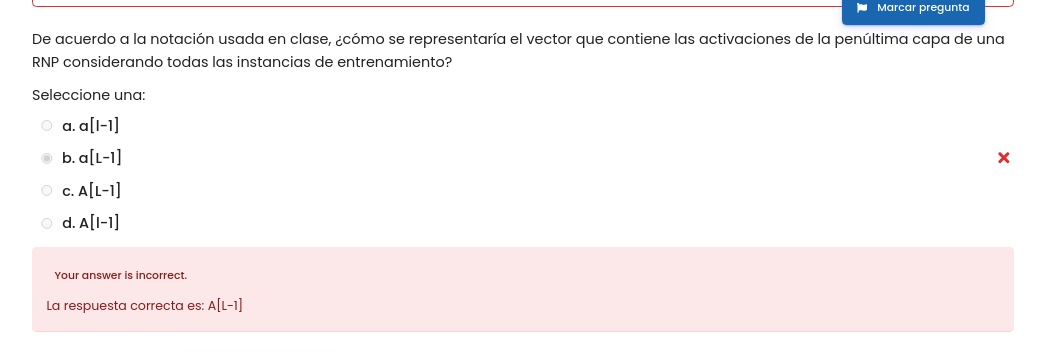 Marcar pregunta
De acuerdo a la notación usada en clase, ¿cómo se representaría el vector que contiene las activaciones de la penúltima capa de una
RNP considerando todas las instancias de entrenamiento?
Seleccione una:
a. a[l-1]
b. a[L-1]
c. A[L-1]
d. A[l-1]
Your answer is incorrect.
La respuesta correcta es: A[L-1]